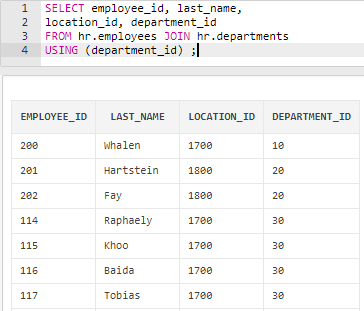 1 SELECT employee_id, last_name,
2 location_id, department_id
3 FROM hr.employees JOIN hr.departments
4 USING (department_id) ;
EMPLOYEE_ID LAST_NAME LOCATION_ID DEPARTMENT_ID
200 Whalen 1700 10
201 Hartstein 1800 20
202 Fay 1800 20
114 Raphaely 1700 30
115 Khoo 1700 30
116 Baida 1700 30
117 Tobias 1700 30